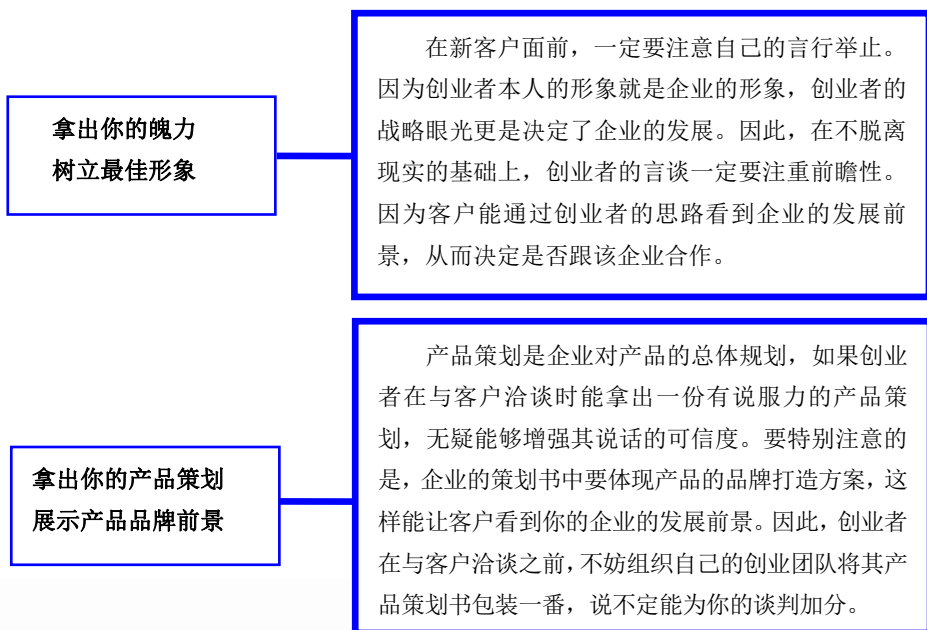 拿出你的魄力
树立最佳形象
在新客户面前，一定要注意自己的言行举止。
因为创业者本人的形象就是企业的形象，创业者的
战略眼光更是决定了企业的发展。因此，在不脱离
现实的基础上，创业者的言谈一定要注重前瞻性。
因为客户能通过创业者的思路看到企业的发展前
景，从而决定是否跟该企业合作。
拿出你的产品策划
展示产品品牌前景
产品策划是企业对产品的总体规划，如果创业
者在与客户洽谈时能拿出一份有说服力的产品策
划，无疑能够增强其说话的可信度。要特别注意的
是，企业的策划书中要体现产品的品牌打造方案，这
样能让客户看到你的企业的发展前景。因此，创业者
在与客户洽谈之前，不妨组织自己的创业团队将其产
品策划书包装一番，说不定能为你的谈判加分。